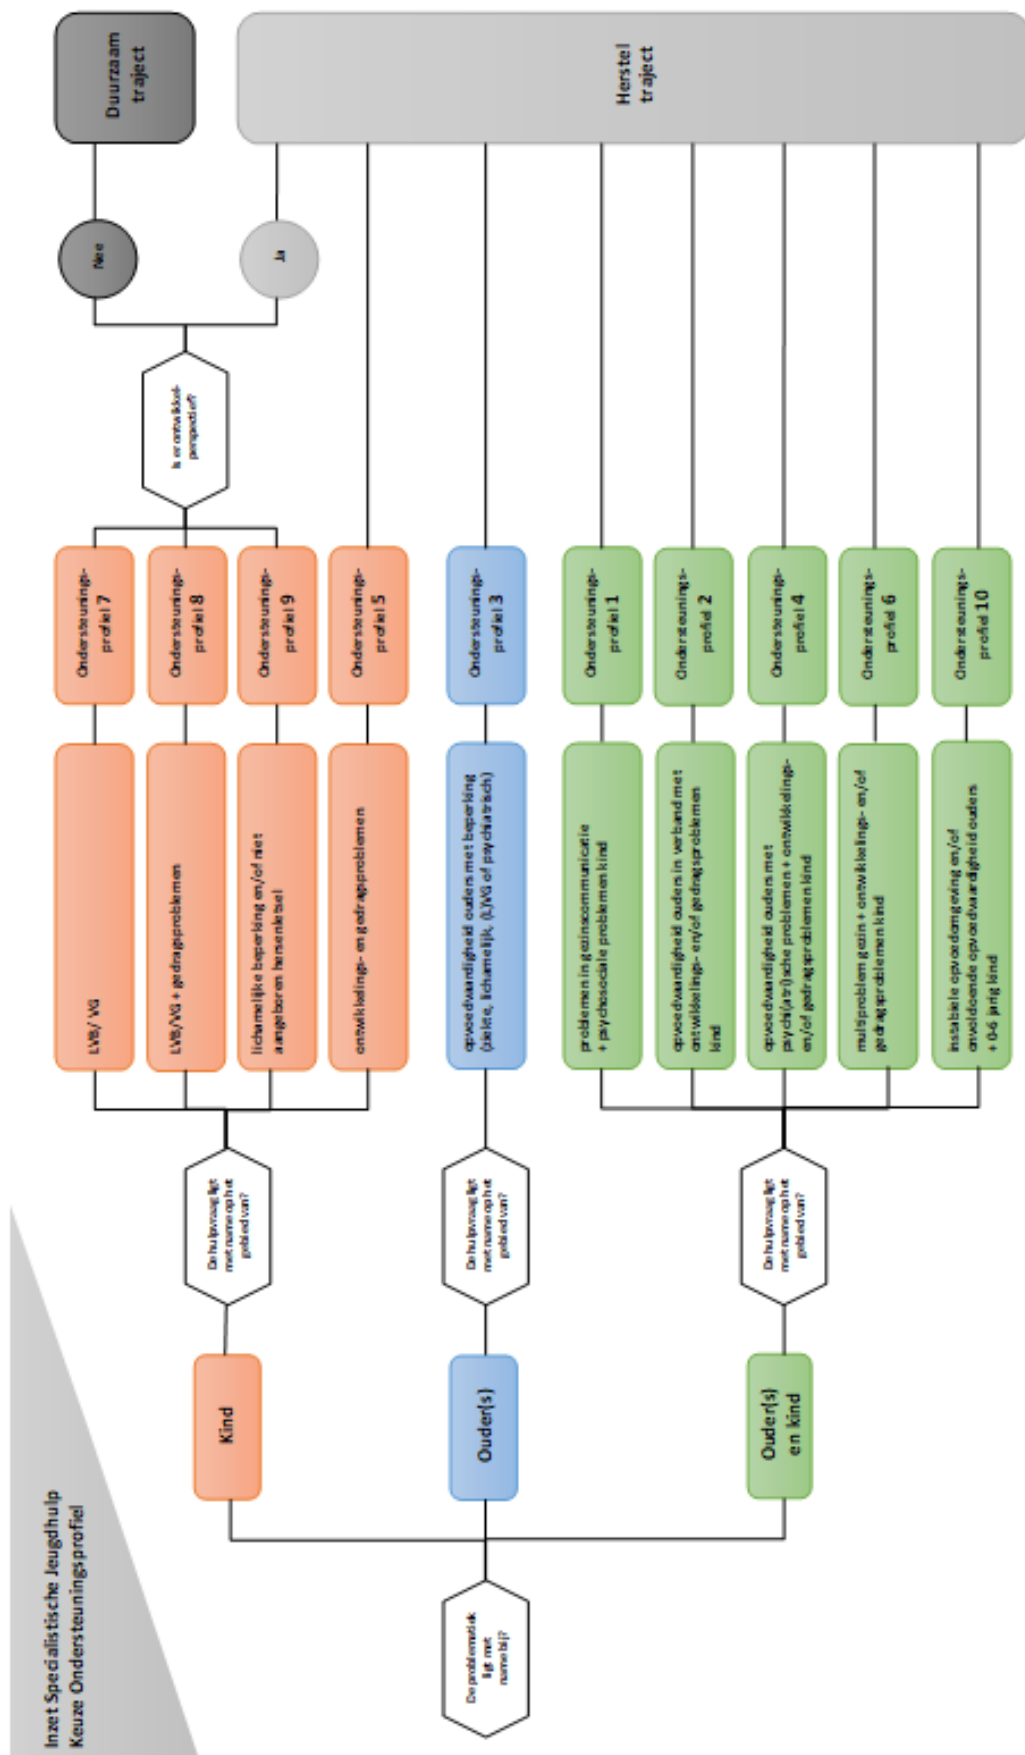 Inzet Specialistische Jeugdhulp
Keuze Ondersteuningsprofiel
De problematiek
ligt met
name bij?
Kind
Ouder(s)
Ouder(s)
en kind
De hulpvraag ligt
met name op het
gebied van?
De hulpvraag ligt
met name op het
gebied van?
De hulpvraag ligt
met name op het
gebied van?
LVB/ VG
LVB/VG + gedragsproblemen
lichamelijke beperking en/of niet
aangeboren hersenletsel
ontwikkelings- en gedragsproblemen
opvoedvaardigheid ouders met beperking
(ziekte, lichamelijk, (L)VG of psychiatrisch)
problemen in gezinscommunicatie
+ psychosociale problemen kind
opvoedvaardigheid ouders in verband met
ontwikkelings- en/of gedragsproblemen
kind
opvoedvaardigheid ouders met
psychi(atri)sche problemen + ontwikkelings-
en/of gedragsproblemen kind
multiprobleem gezin + ontwikkelings- en/of
gedragsproblemen kind
instabiele opvoedomgeving en/of
onvoldoende opvoedvaardigheid ouders
+ 0-6 jarig kind
Ondersteunings-
profiel 7
Ondersteunings-
profiel 8
Ondersteunings-
profiel 9
Ondersteunings-
profiel 5
Ondersteunings-
profiel 3
Ondersteunings-
profiel 1
Ondersteunings-
profiel 2
Ondersteunings-
profiel 4
Ondersteunings-
profiel 6
Ondersteunings-
profiel 10
Is er ontwikkel-
perspectief?
Nee
Ja
Duurzaam
traject
Herstel
traject